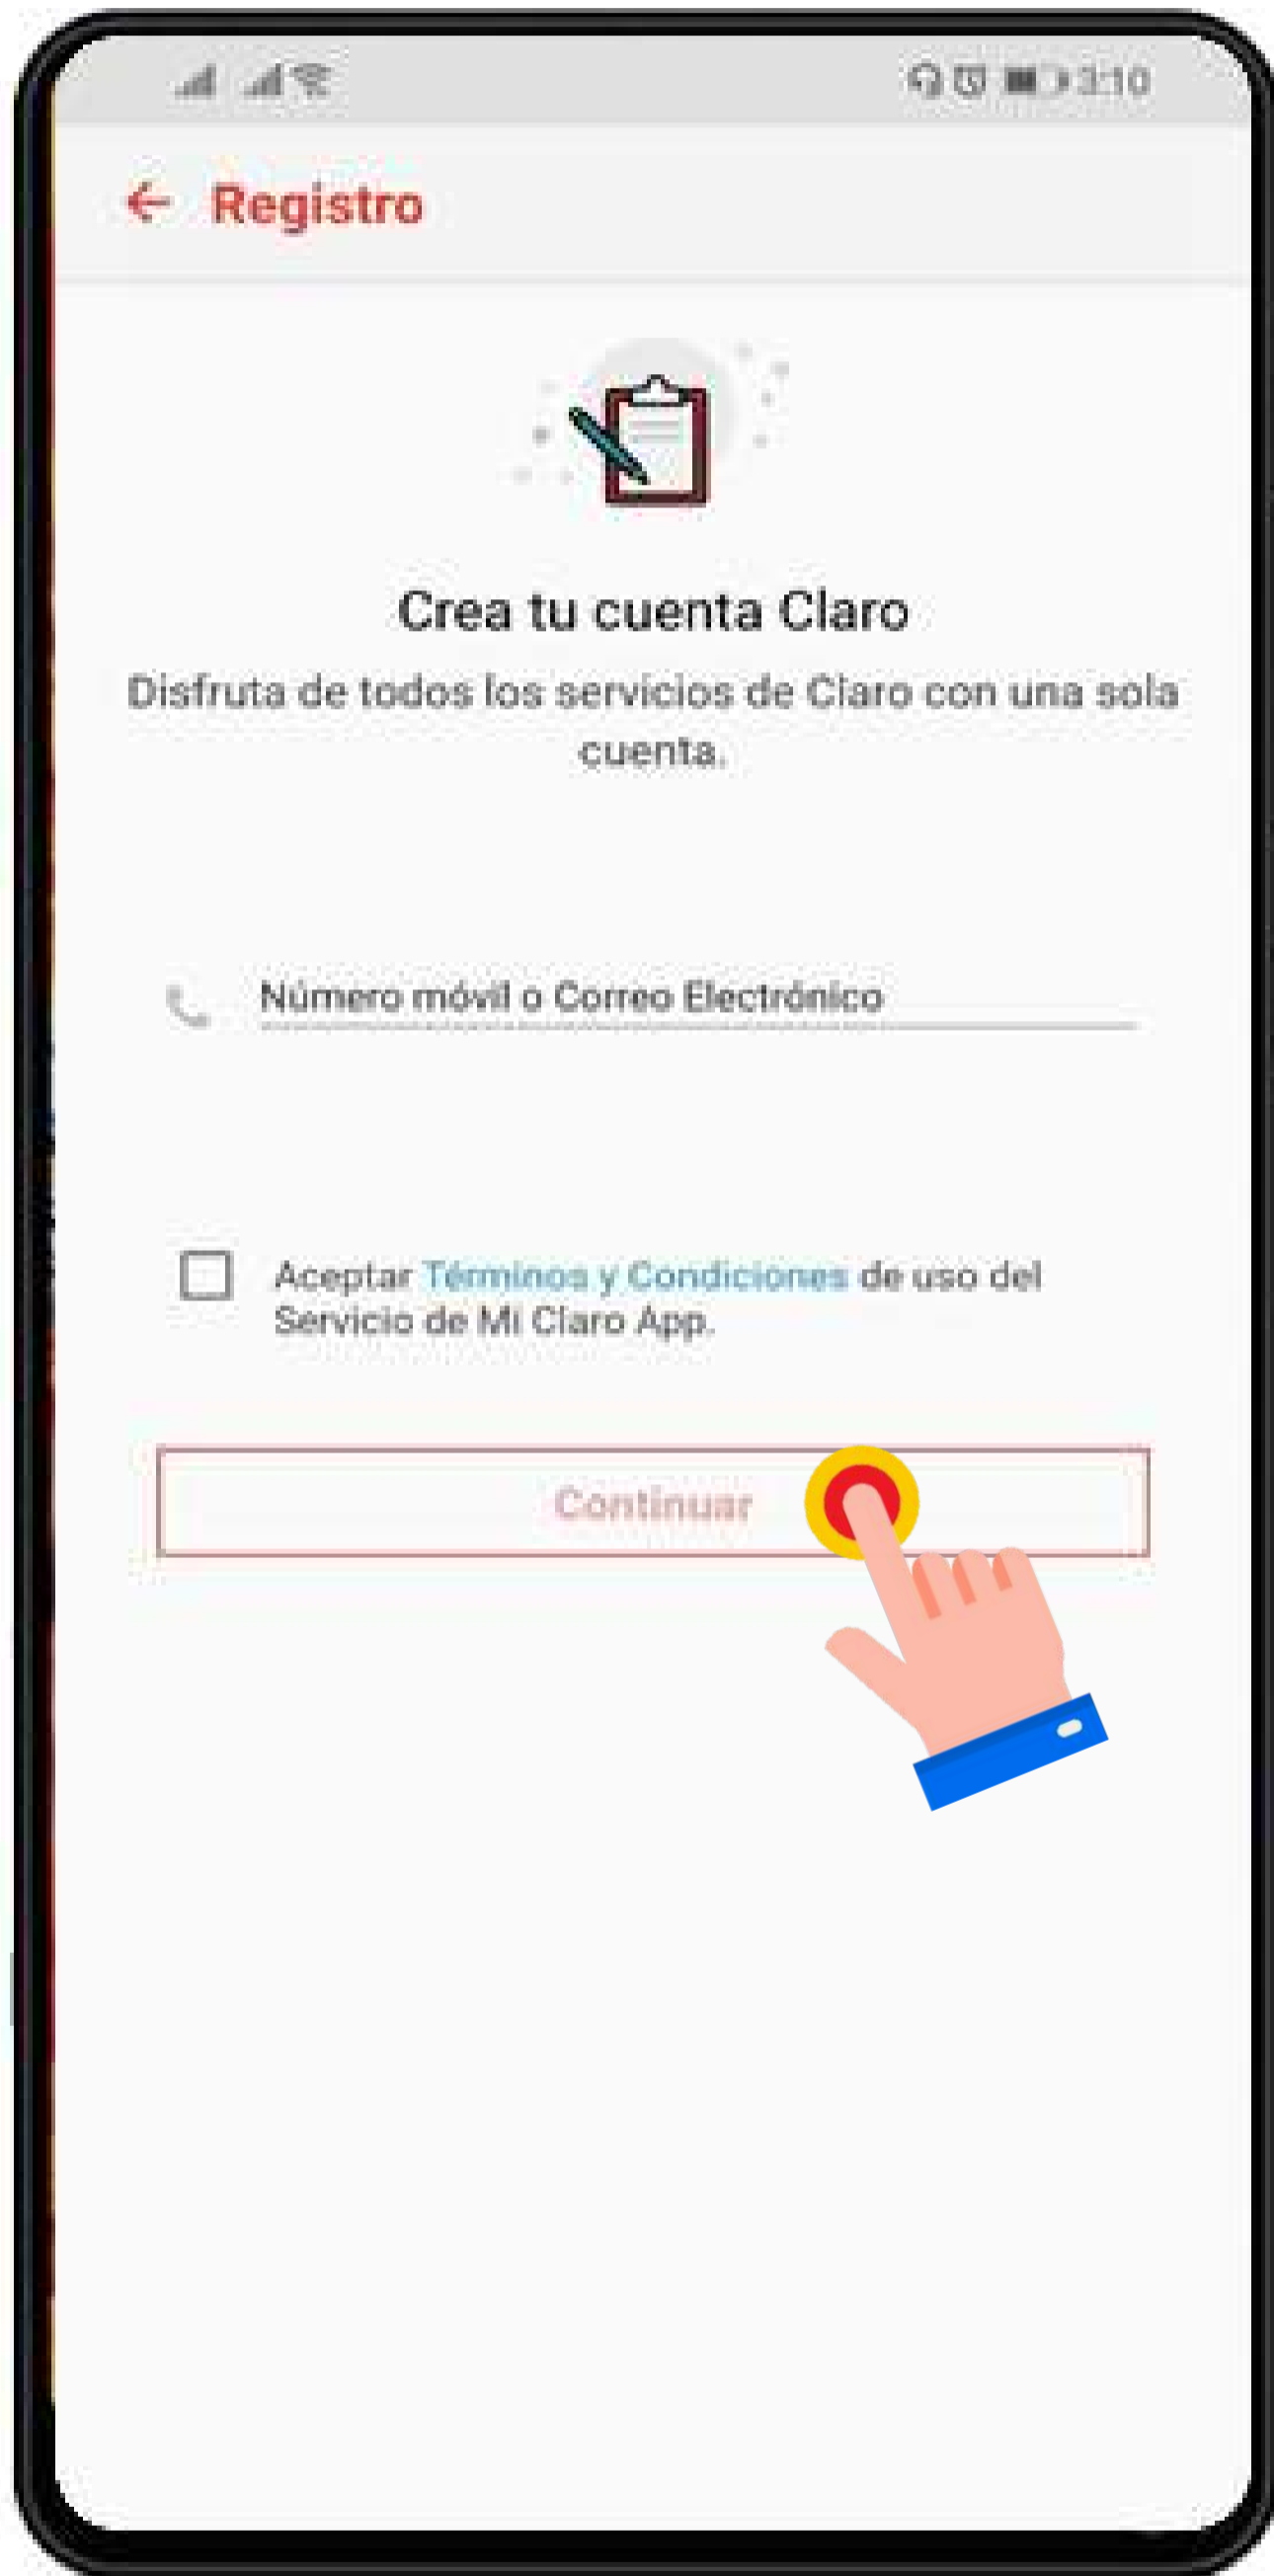 3:10
Registro
Crea tu cuenta Claro
Disfruta de todos los servicios de Claro con una sola
cuenta.
Número móvil o Correo Electrónico
Aceptar Términos y Condiciones de uso del
Servicio de Mi Claro App.
Continuar